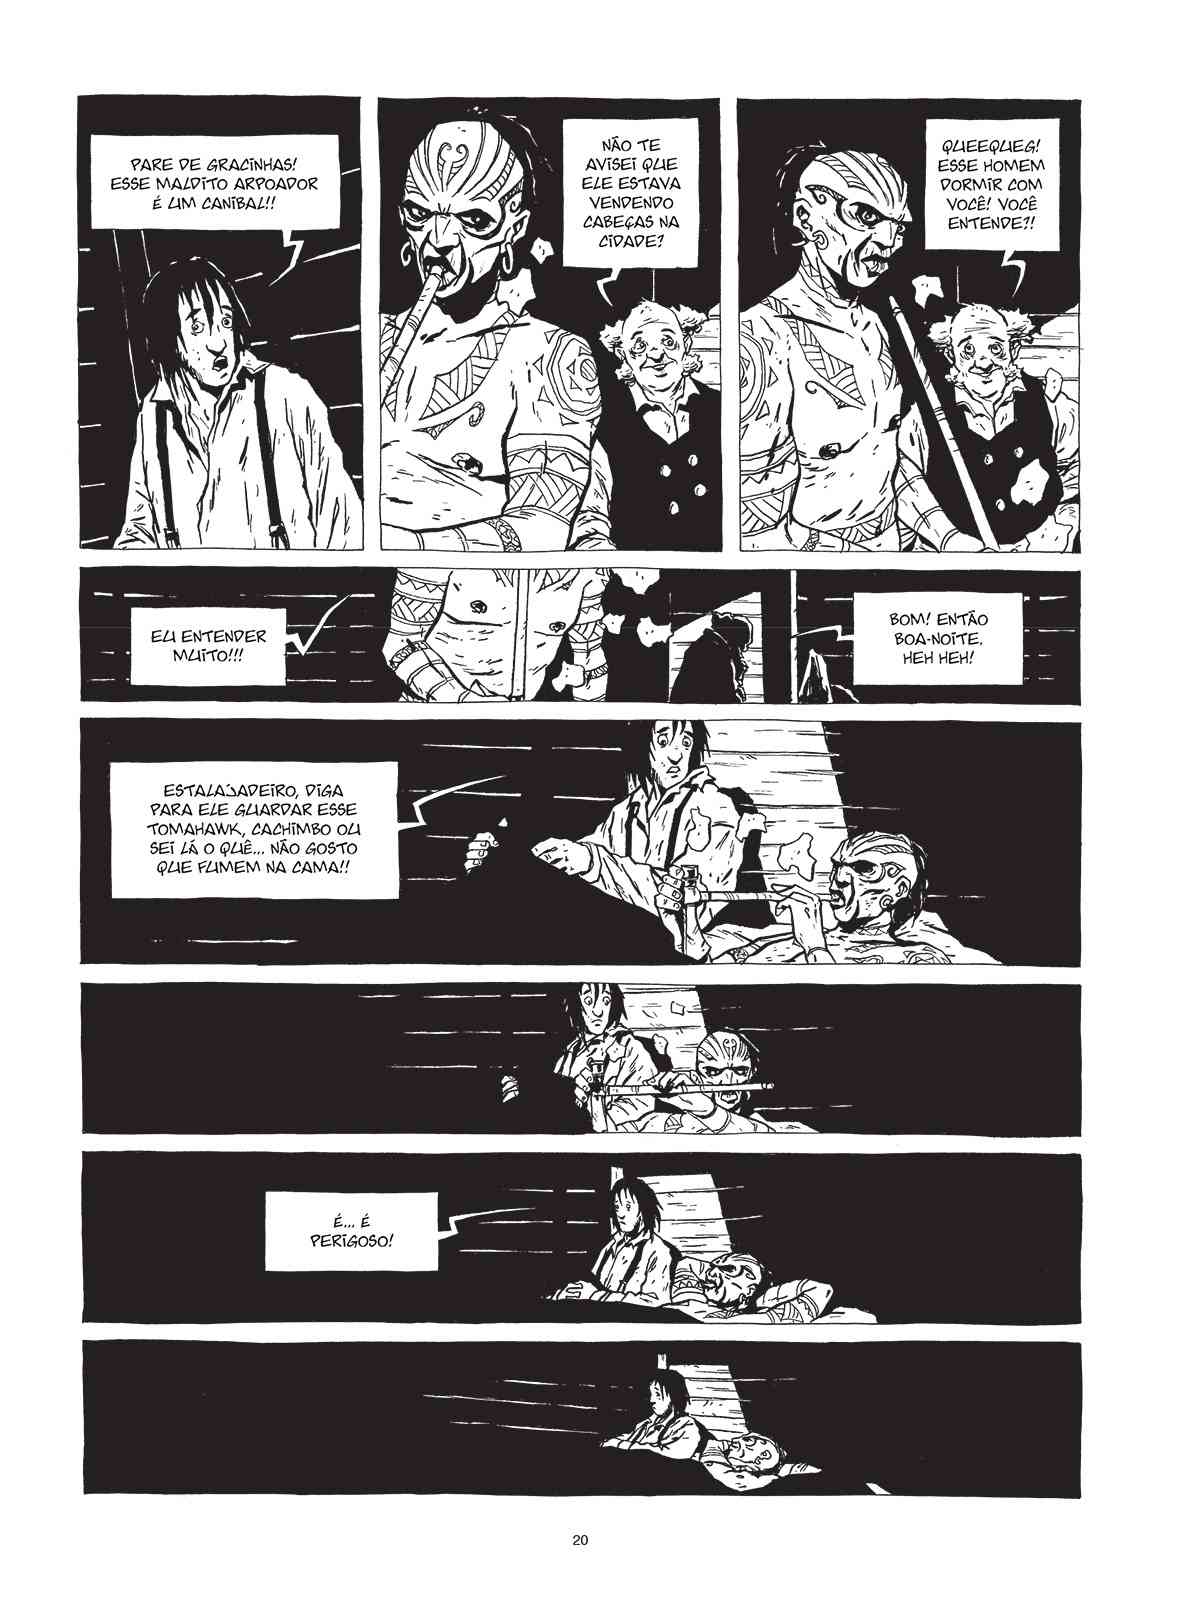 PARE DE GRACINHAS!
ESSE MALDITO ARPOADOR
É UM CANIBAL!!
NÃO TE
AVISEI QUE
ELE ESTAVA
VENDENDO
CABEÇAS NA
CIDADE?
QUEEQUEG!
ESSE HOMEM
DORMIR COM
VOCÊ! VOCÊ
ENTENDE?!
EU ENTENDER
MUITO!!!
BOM! ENTÃO
BOA-NOITE.
HEH HEH!
ESTALAJADEIRO, DIGA
PARA ELE GUARDAR ESSE
TOMAHAWK, CACHIMBO OU
SEI LÁ O QUÊ... NÃO GOSTO
QUE FUMEM NA CAMA!!
É... É
PERIGOSO!
20